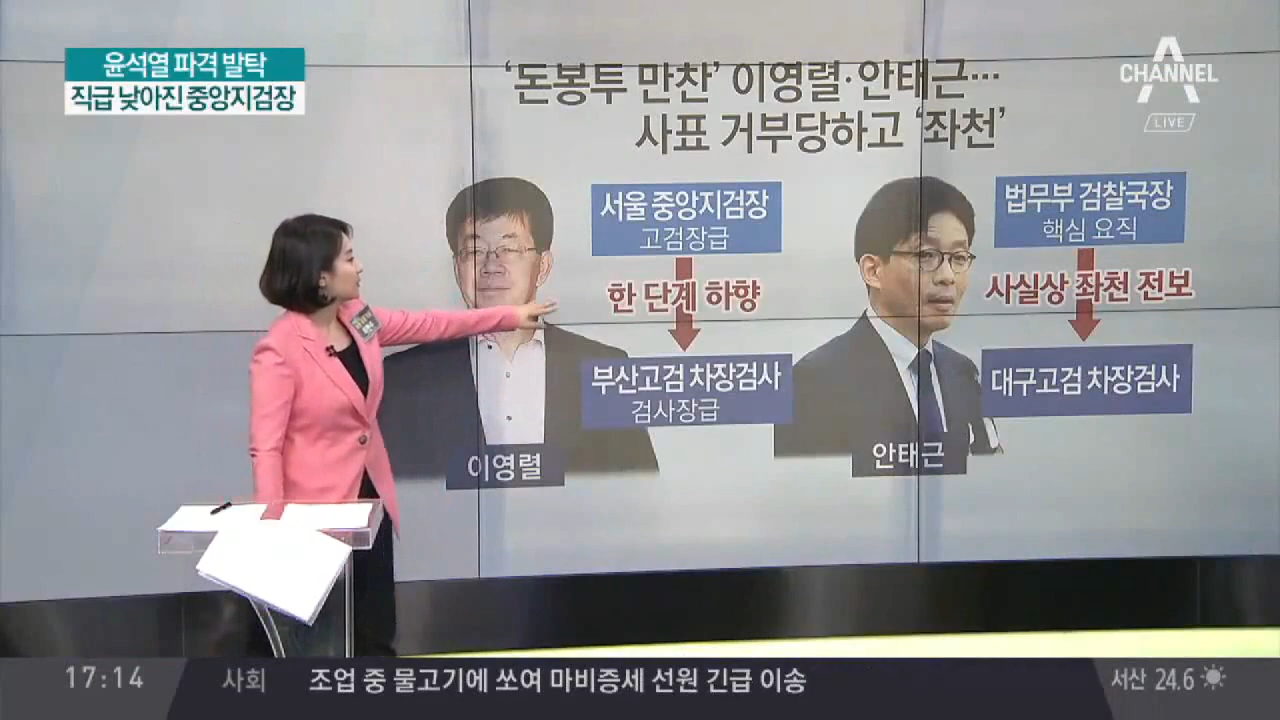 윤석열 파격 발탁
직급 낮아진 중앙지검장
CHANNEL A
LIVE
‘돈봉투 만찬’ 이영렬·안태근…
사표 거부당하고 ‘좌천’
서울 중앙지검장
고검장급
한 단계 하향
부산고검 차장검사
검사장급
이영렬
법무부 검찰국장
핵심 요직
사실상 좌천 전보
대구고검 차장검사
안태근
17:14 사회 조업 중 물고기에 쏘여 마비증세 선원 긴급 이송 서산 24.6